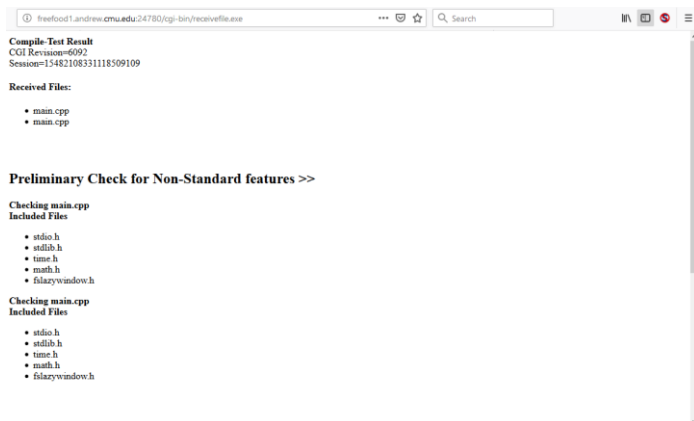 freefood1.andrew.cmu.edu:24780/cgi-bin/receivefile.exe
Search
Compile-Test Result
CGI Revision=6092
Session=15482108331118509109
Received Files:
main.cpp
main.cpp
Preliminary Check for Non-Standard features >>
Checking main.cpp
Included Files
stdio.h
stdlib.h
time.h
math.h
fslazywindow.h
Checking main.cpp
Included Files
stdio.h
stdlib.h
time.h
math.h
fslazywindow.h